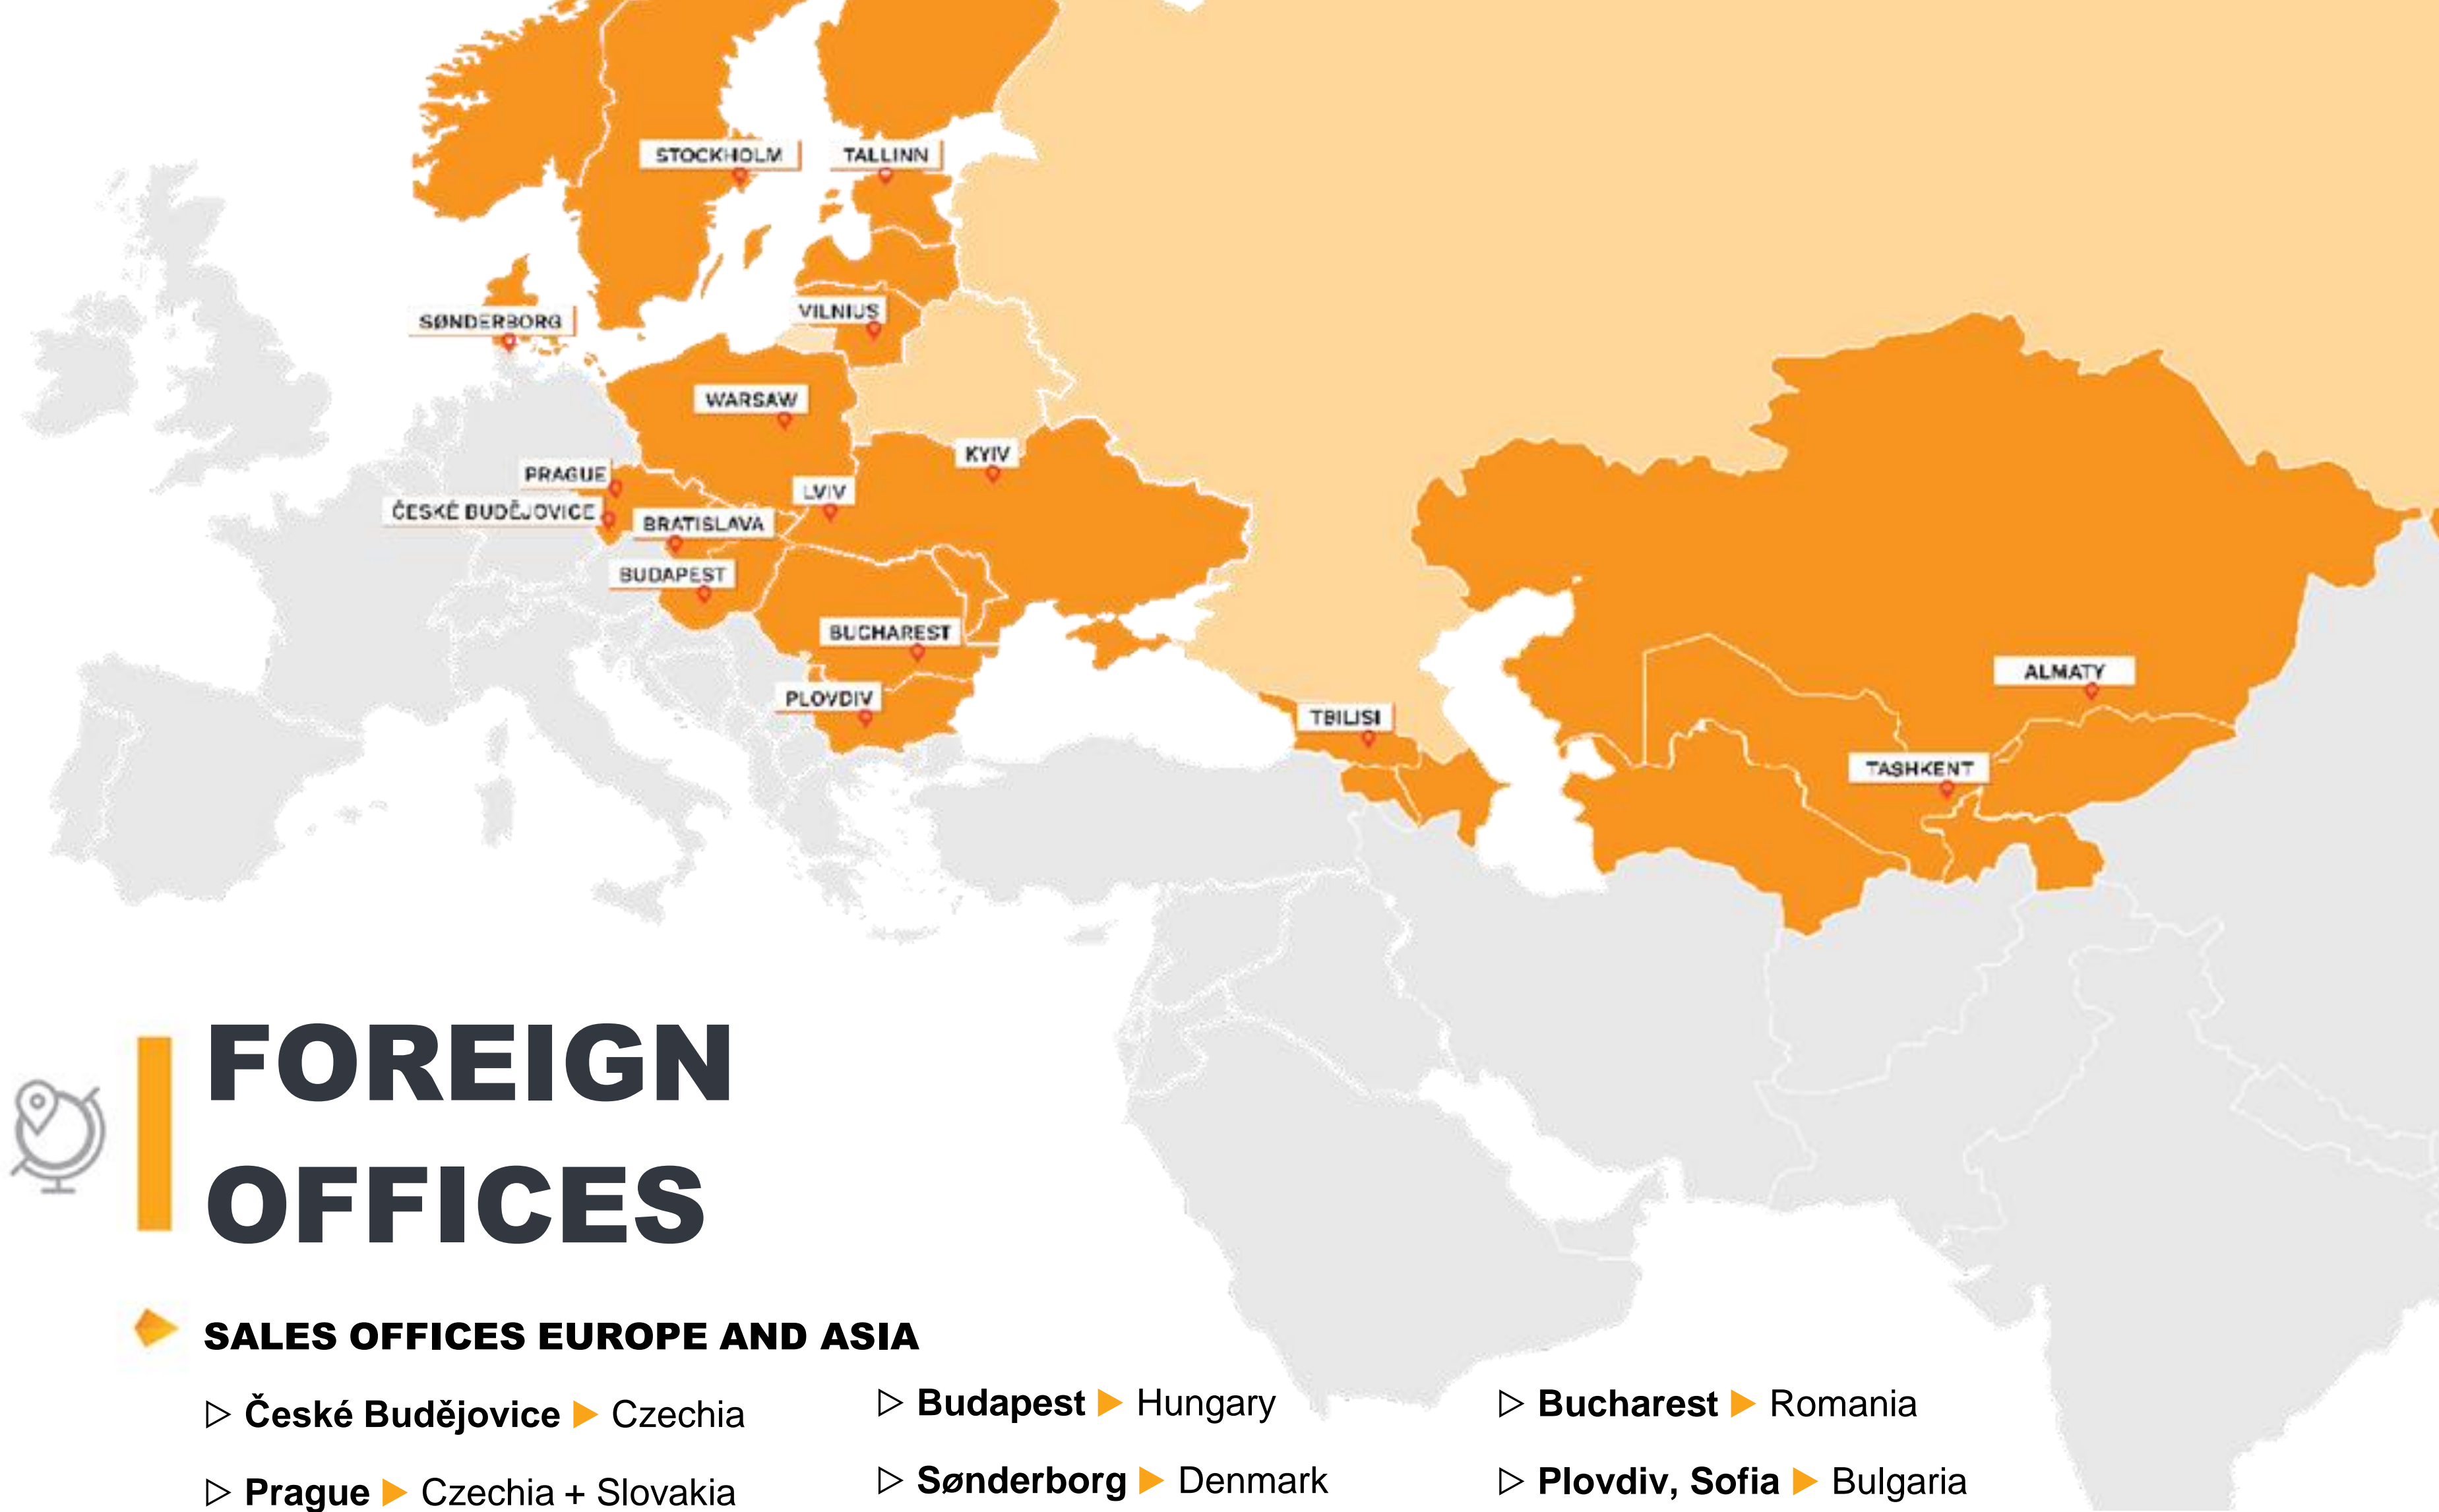 STOCKHOLM
TALLINN
SØNDERBORG
VILNIUS
WARSAW
KYIV
PRAGUE
LVIV
ČESKÉ BUDĚJOVICE
BRATISLAVA
BUDAPEST
BUCHAREST
PLOVDIV
TBILISI
ALMATY
TASHKENT
FOREIGN
OFFICES
SALES OFFICES EUROPE AND ASIA
▷ České Budějovice ▶ Czechia
▷ Prague ▶ Czechia + Slovakia
▷ Budapest ▶ Hungary
▷ Sønderborg ▶ Denmark
▷ Bucharest ▶ Romania
▷ Plovdiv, Sofia ▶ Bulgaria